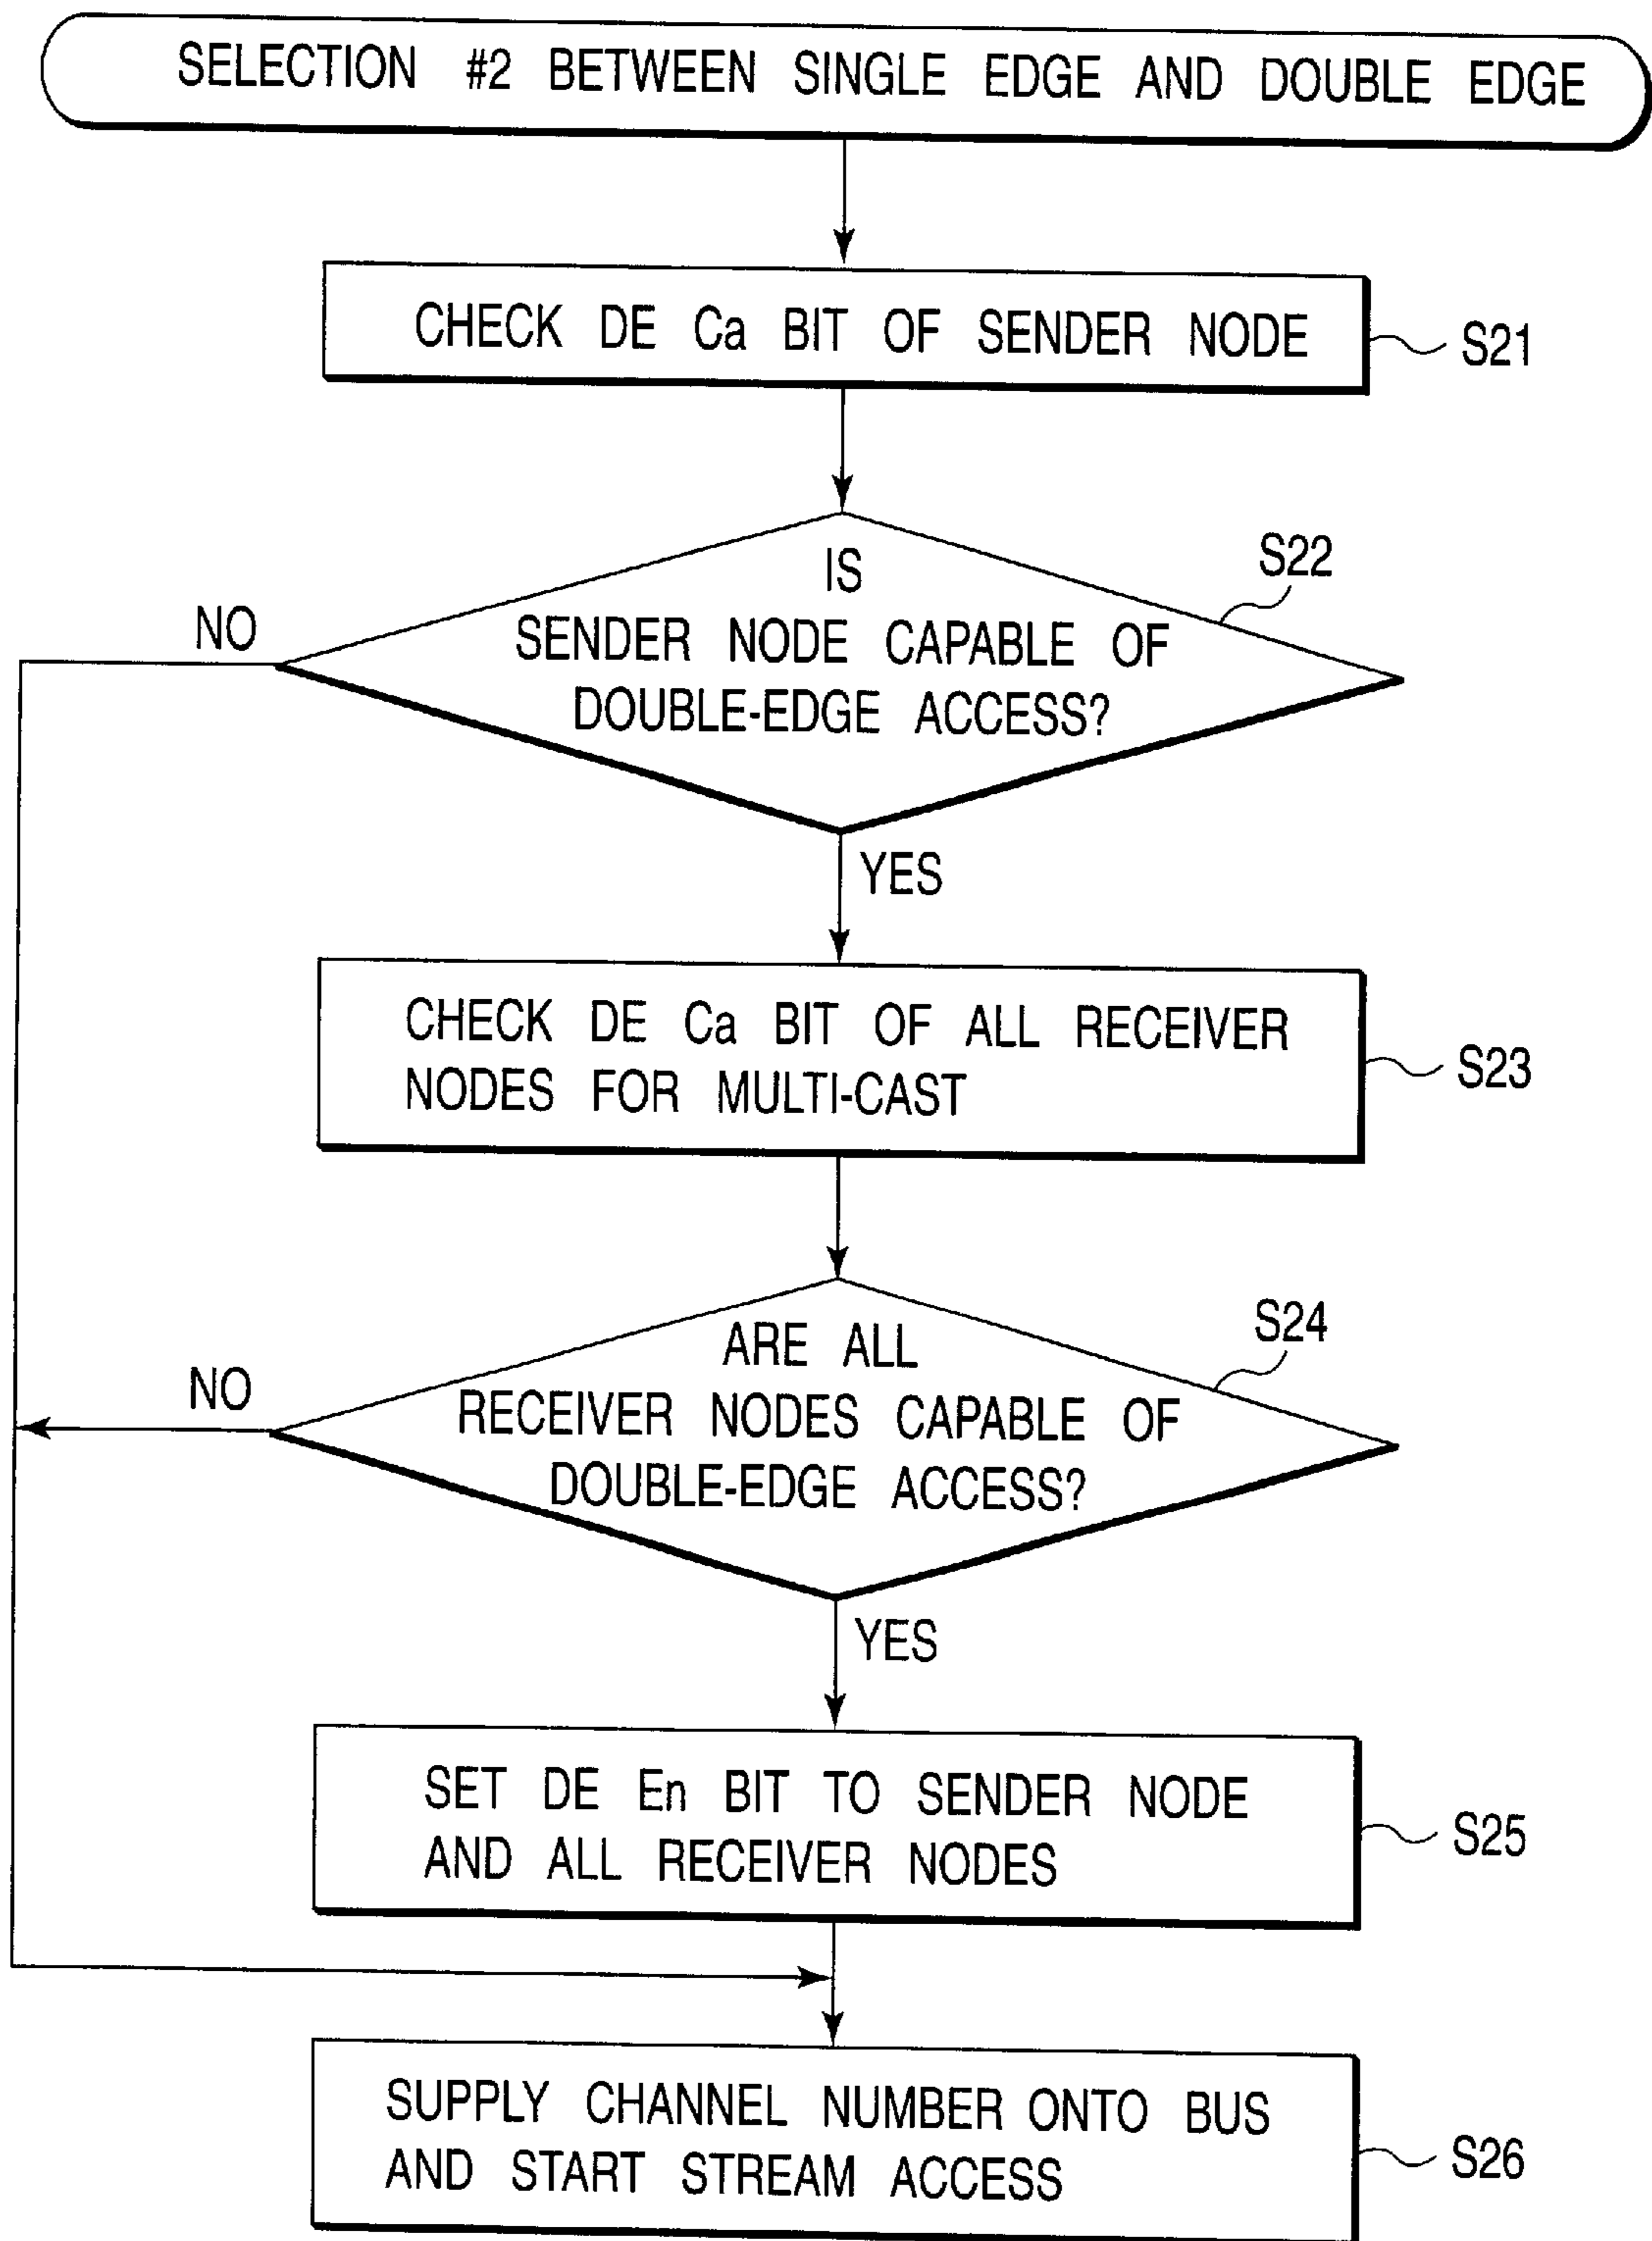 SELECTION #2 BETWEEN SINGLE EDGE AND DOUBLE EDGE
CHECK DE Ca BIT OF SENDER NODE
S21
IS
SENDER NODE CAPABLE OF
DOUBLE-EDGE ACCESS?
S22
NO
YES
CHECK DE Ca BIT OF ALL RECEIVER
NODES FOR MULTI-CAST
S23
ARE ALL
RECEIVER NODES CAPABLE OF
DOUBLE-EDGE ACCESS?
S24
NO
YES
SET DE En BIT TO SENDER NODE
AND ALL RECEIVER NODES
S25
SUPPLY CHANNEL NUMBER ONTO BUS
AND START STREAM ACCESS
S26